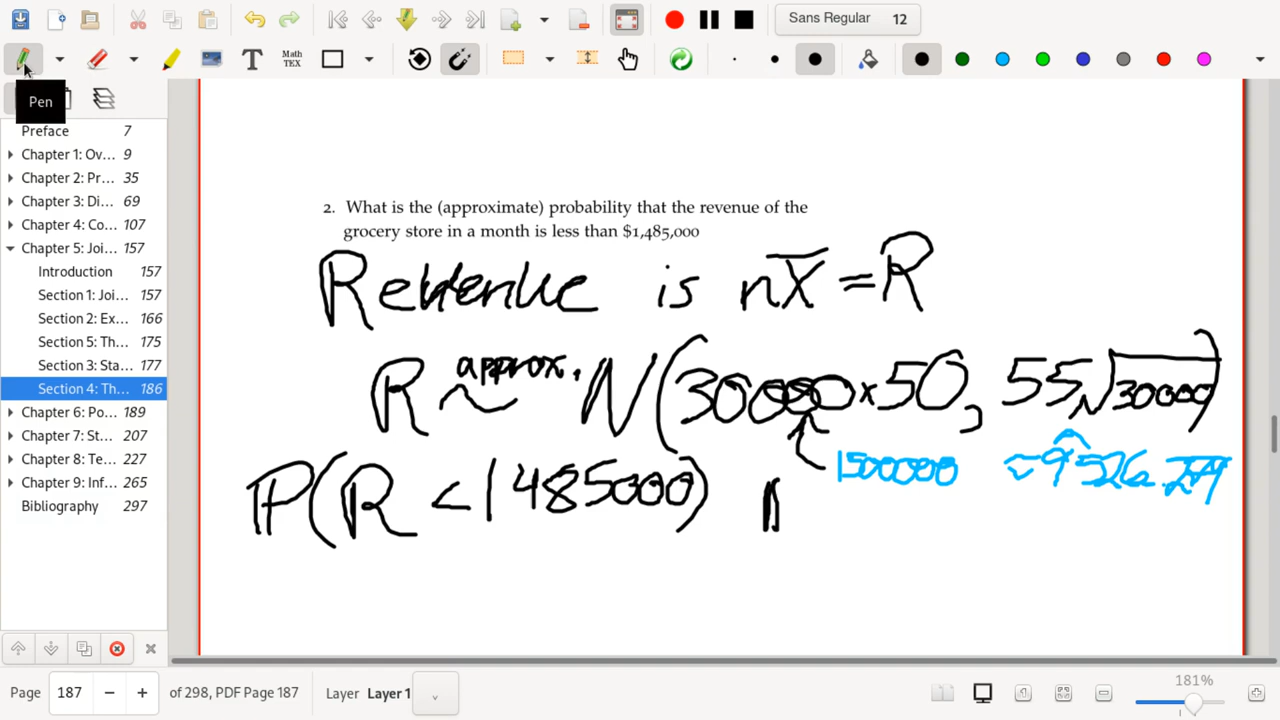 Sans Regular 12
T Math TEX
Pen
Preface 7
Chapter 1: Ov... 9
Chapter 2: Pr... 35
Chapter 3: Di... 69
Chapter 4: Co... 107
Chapter 5: Joi... 157
Introduction 157
Section 1: Joi... 157
Section 2: Ex... 166
Section 5: Th... 175
Section 3: Sta... 177
Section 4: Th... 186
Chapter 6: Po... 189
Chapter 7: St... 207
Chapter 8: Te... 227
Chapter 9: Inf... 265
Bibliography 297
2. What is the (approximate) probability that the revenue of the
grocery store in a month is less than $1,485,000
Revenue is nX̅ = R
R ~ approx. N(30000×50, 55√30000)
1500000 ≈9526.279
ℙ(R < 1485000)
Page 187 of 298, PDF Page 187 Layer Layer 1 181%